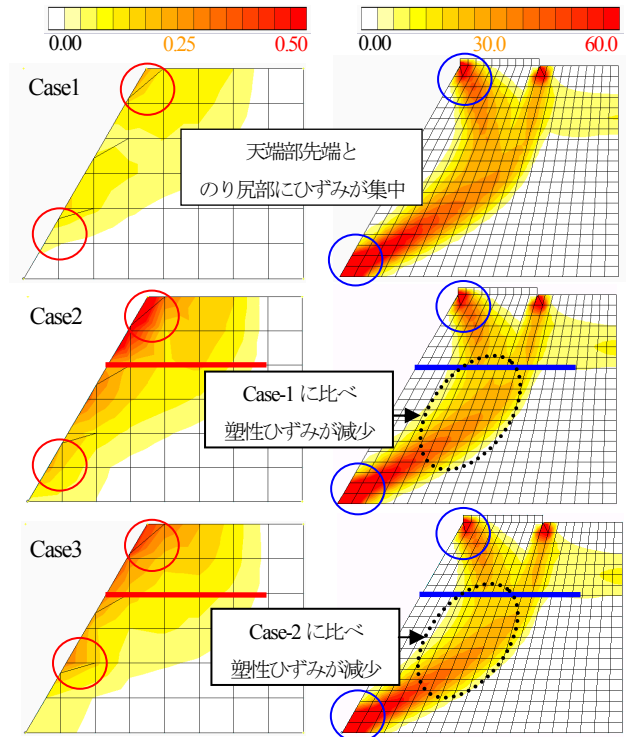 0.00 0.25 0.50
0.00 30.0 60.0
Case1
天端部先端と
のり尻部にひずみが集中
Case2
Case-1 に比べ
塑性ひずみが減少
Case3
Case-2 に比べ
塑性ひずみが減少